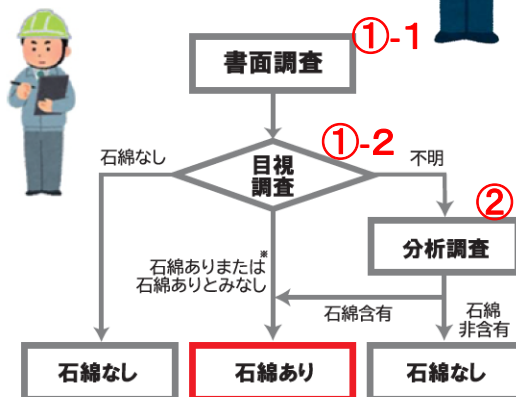 ①-1
書面調査
①-2
石綿なし
目視
調査
不明
②
分析調査
※
石綿ありまたは
石綿ありとみなし
石綿含有
石綿
非含有
石綿なし
石綿あり
石綿なし